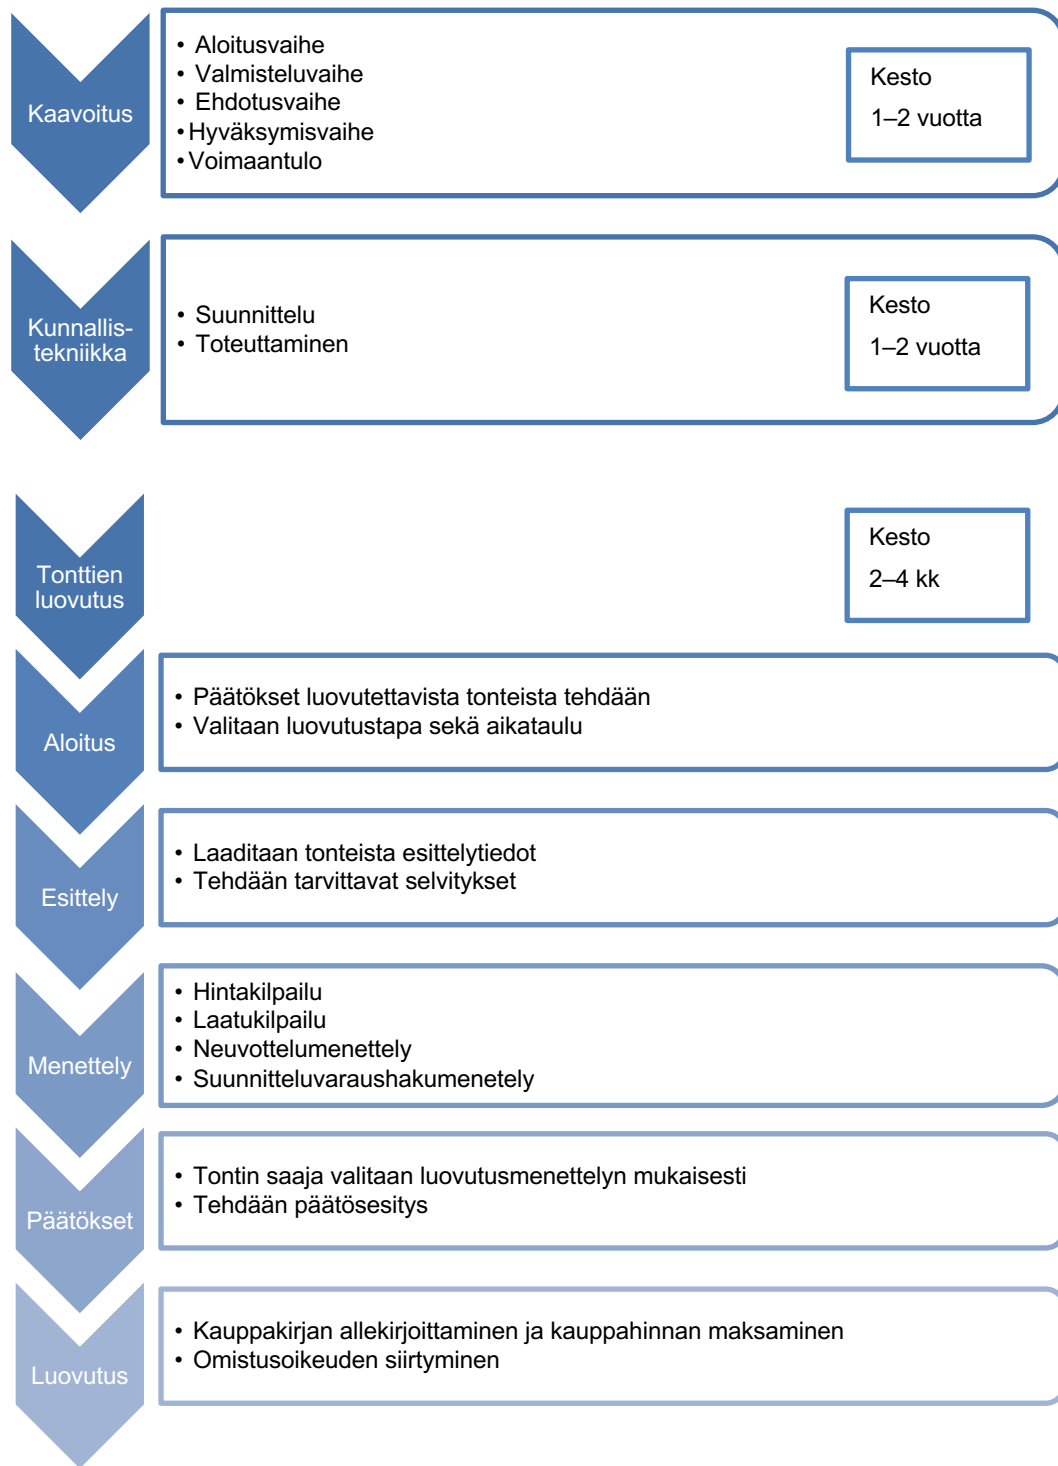 Kaavoitus
• Aloitusvaihe
• Valmisteluvaihe
• Ehdotusvaihe
• Hyväksymisvaihe
• Voimaantulo
Kesto
1–2 vuotta
Kunnallis-
tekniikka
• Suunnittelu
• Toteuttaminen
Kesto
1–2 vuotta
Tonttien
luovutus
Kesto
2–4 kk
Aloitus
• Päätökset luovutettavista tonteista tehdään
• Valitaan luovutustapa sekä aikataulu
Esittely
• Laaditaan tonteista esittelytiedot
• Tehdään tarvittavat selvitykset
Menettely
• Hintakilpailu
• Laatukilpailu
• Neuvottelumenettely
• Suunnitteluvaraushakumenetely
Päätökset
• Tontin saaja valitaan luovutusmenettelyn mukaisesti
• Tehdään päätösesitys
Luovutus
• Kauppakirjan allekirjoittaminen ja kauppahinnan maksaminen
• Omistusoikeuden siirtyminen